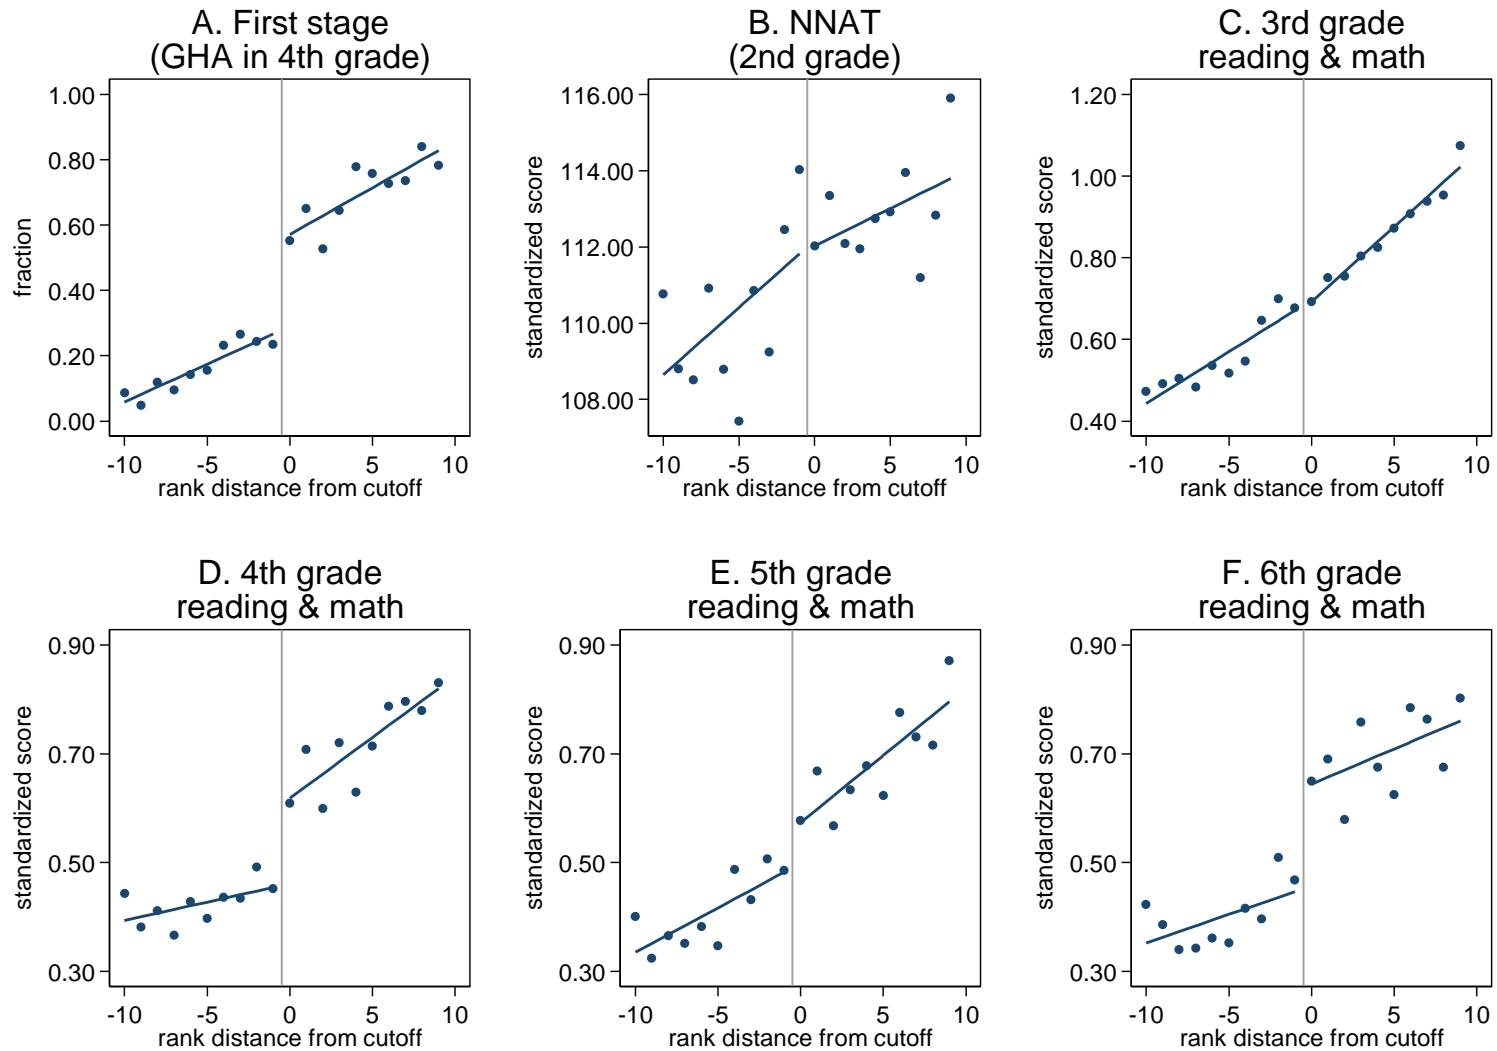 A. First stage
(GHA in 4th grade)
1.00
0.80
0.60
0.40
0.20
0.00
fraction
-10 -5 0 5 10
rank distance from cutoff
B. NNAT
(2nd grade)
116.00
114.00
112.00
110.00
108.00
standardized score
-10 -5 0 5 10
rank distance from cutoff
C. 3rd grade
reading & math
1.20
1.00
0.80
0.60
0.40
standardized score
-10 -5 0 5 10
rank distance from cutoff
D. 4th grade
reading & math
0.90
0.70
0.50
0.30
standardized score
-10 -5 0 5 10
rank distance from cutoff
E. 5th grade
reading & math
0.90
0.70
0.50
0.30
standardized score
-10 -5 0 5 10
rank distance from cutoff
F. 6th grade
reading & math
0.90
0.70
0.50
0.30
standardized score
-10 -5 0 5 10
rank distance from cutoff